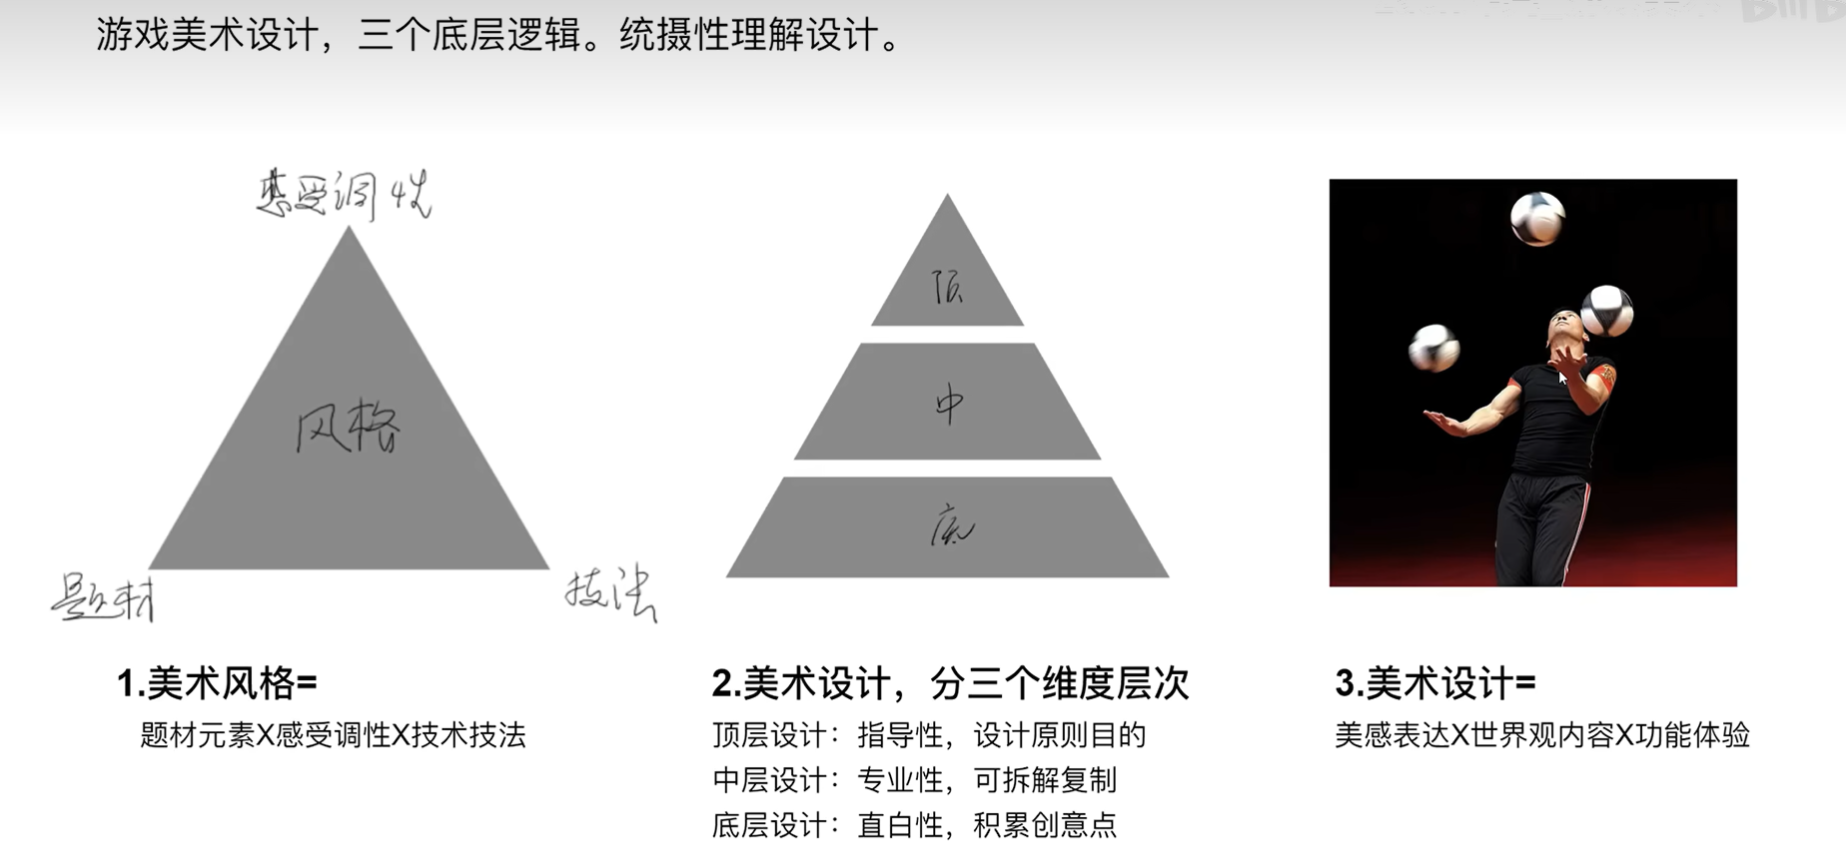 游戏美术设计，三个底层逻辑。统摄性理解设计。
感受调性
风格
题材
技法
顶
中
底
1.美术风格=
题材元素X感受调性X技术技法
2.美术设计，分三个维度层次
顶层设计：指导性，设计原则目的
中层设计：专业性，可拆解复制
底层设计：直白性，积累创意点
3.美术设计=
美感表达X世界观内容X功能体验